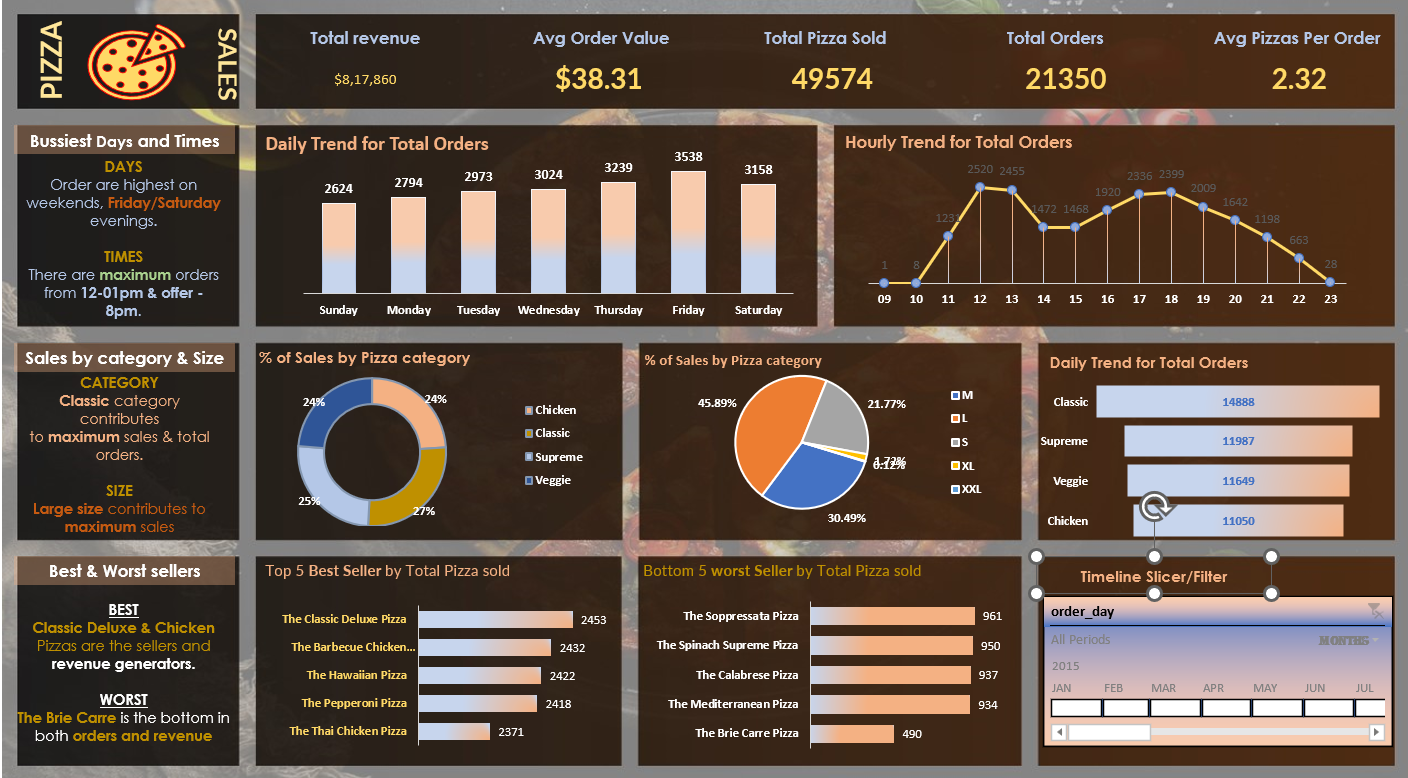 PIZZA
SALES
Total revenue
$8,17,860
Avg Order Value
$38.31
Total Pizza Sold
49574
Total Orders
21350
Avg Pizzas Per Order
2.32
Bussiest Days and Times
DAYS
Order are highest on
weekends, Friday/Saturday
evenings.
TIMES
There are maximum orders
from 12-01pm & offer -
8pm.
Daily Trend for Total Orders
2624
2794
2973
3024
3239
3538
3158
Sunday
Monday
Tuesday
Wednesday
Thursday
Friday
Saturday
Hourly Trend for Total Orders
1
8
1231
2520
2455
1472
1468
1920
2336
2399
2009
1642
1198
663
28
09
10
11
12
13
14
15
16
17
18
19
20
21
22
23
Sales by category & Size
CATEGORY
Classic category
contributes
to maximum sales & total
orders.
SIZE
Large size contributes to
maximum sales
% of Sales by Pizza category
24%
24%
25%
27%
Chicken
Classic
Supreme
Veggie
% of Sales by Pizza category
45.89%
21.77%
1.72%
0.12%
30.49%
M
L
S
XL
XXL
Daily Trend for Total Orders
Classic 14888
Supreme 11987
Veggie 11649
Chicken 11050
Best & Worst sellers
BEST
Classic Deluxe & Chicken
Pizzas are the sellers and
revenue generators.
WORST
The Brie Carre is the bottom in
both orders and revenue
Top 5 Best Seller by Total Pizza sold
The Classic Deluxe Pizza 2453
The Barbecue Chicken... 2432
The Hawaiian Pizza 2422
The Pepperoni Pizza 2418
The Thai Chicken Pizza 2371
Bottom 5 worst Seller by Total Pizza sold
The Soppressata Pizza 961
The Spinach Supreme Pizza 950
The Calabrese Pizza 937
The Mediterranean Pizza 934
The Brie Carre Pizza 490
Timeline Slicer/Filter
order_day
All Periods
2015
JAN FEB MAR APR MAY JUN JUL